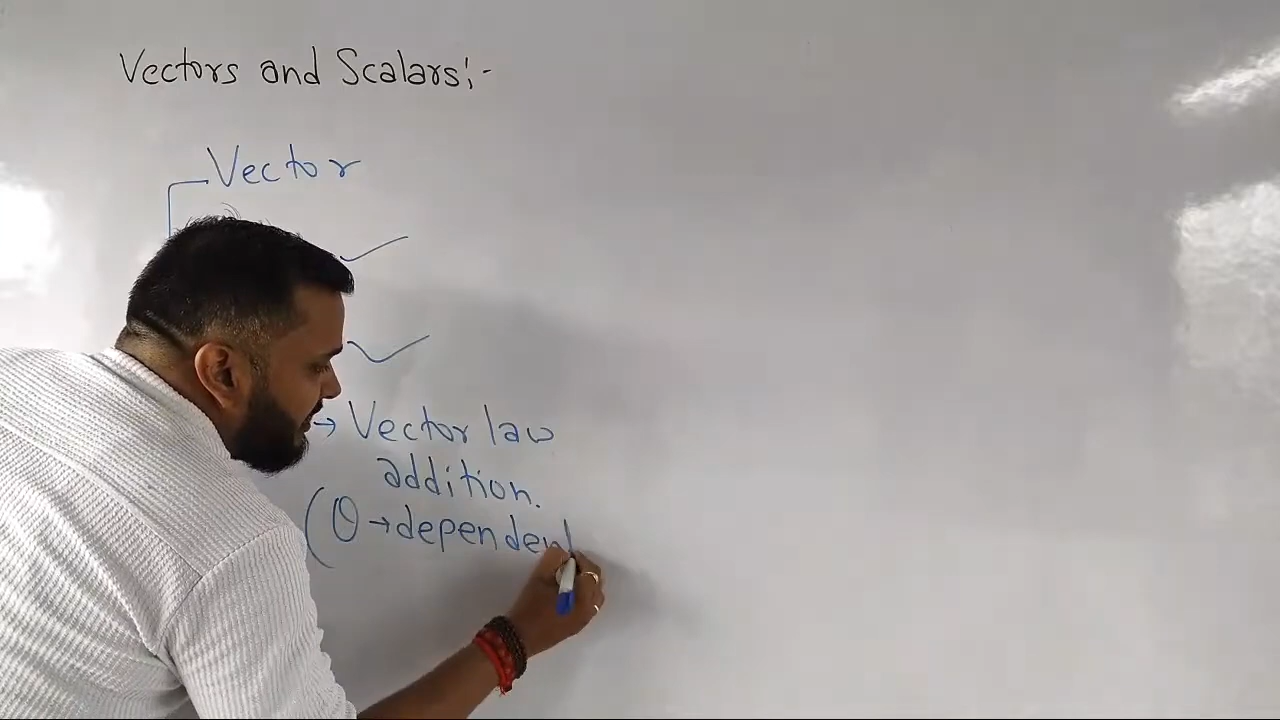 Vectors and Scalars:-
Vector
→ Vector law
addition.
(θ → dependent